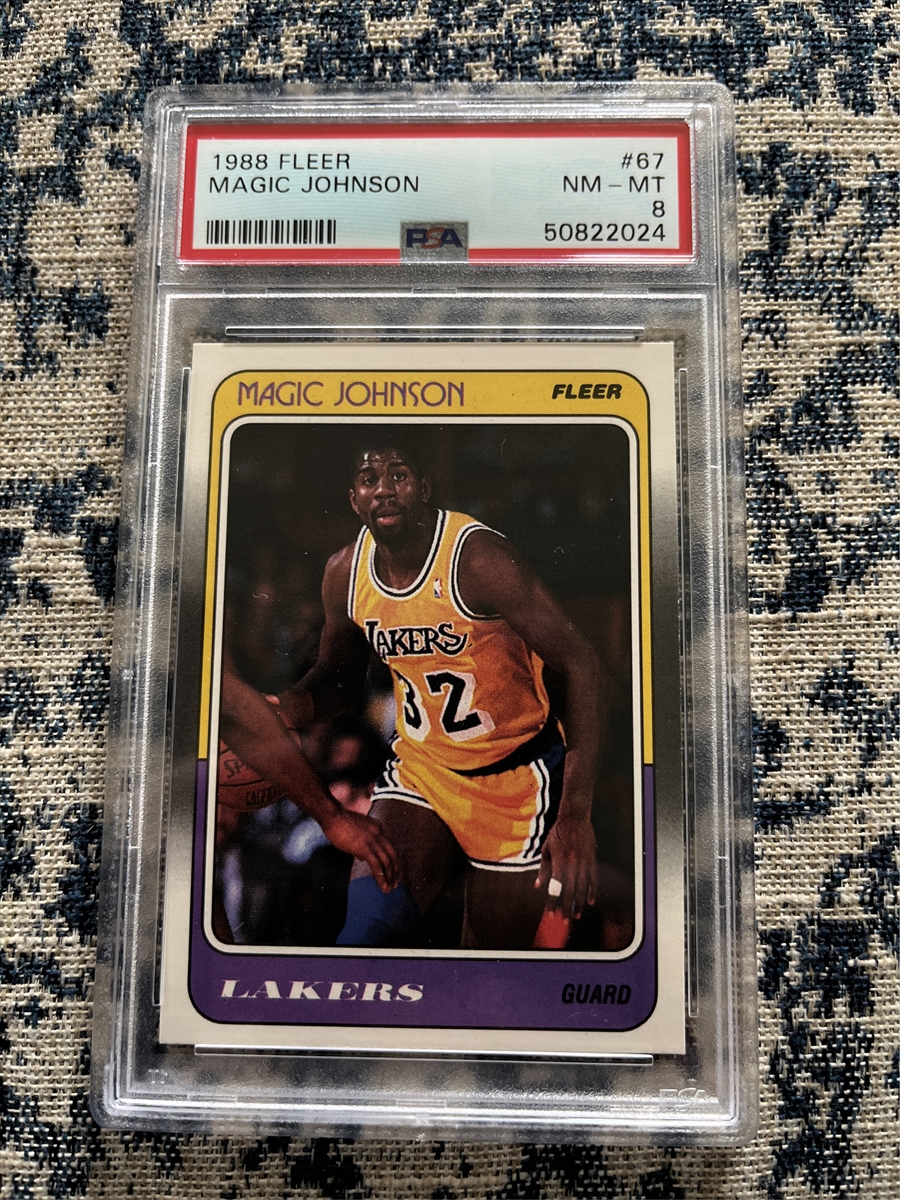 1988 FLEER #67
MAGIC JOHNSON NM - MT
8
PSA 50822024
MAGIC JOHNSON FLEER
LAKERS
32
LAKERS GUARD